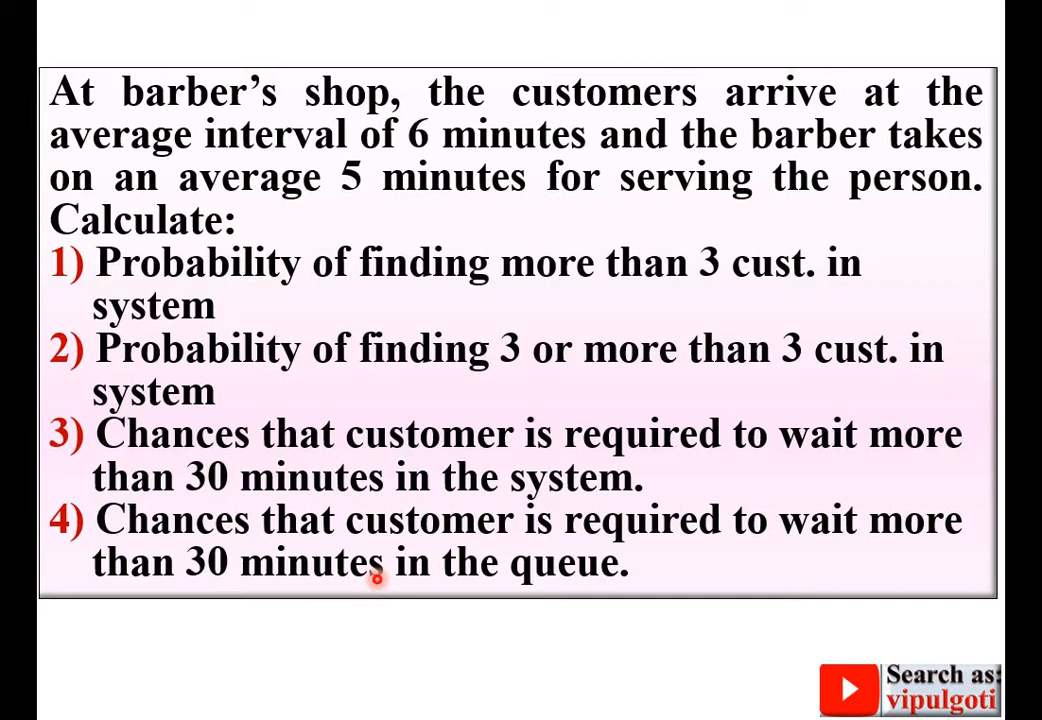 At barber's shop, the customers arrive at the
average interval of 6 minutes and the barber takes
on an average 5 minutes for serving the person.
Calculate:
1) Probability of finding more than 3 cust. in
system
2) Probability of finding 3 or more than 3 cust. in
system
3) Chances that customer is required to wait more
than 30 minutes in the system.
4) Chances that customer is required to wait more
than 30 minutes in the queue.
Search as:
vipulgoti